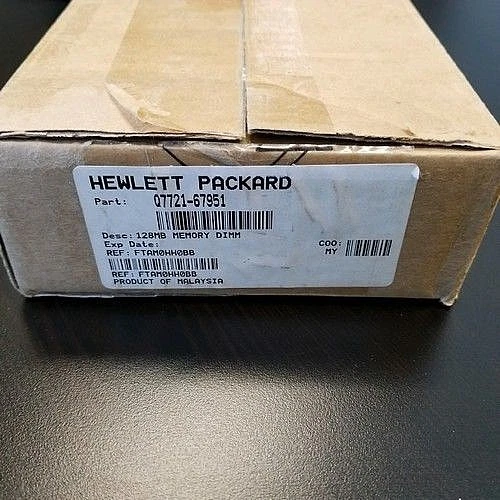 HEWLETT PACKARD
Part: Q7721-67951
Desc: 128MB MEMORY DIMM
Exp Date:
COO:
REF: FTAM0HH0BB
MY
REF: FTAM0HH0BB
PRODUCT OF MALAYSIA